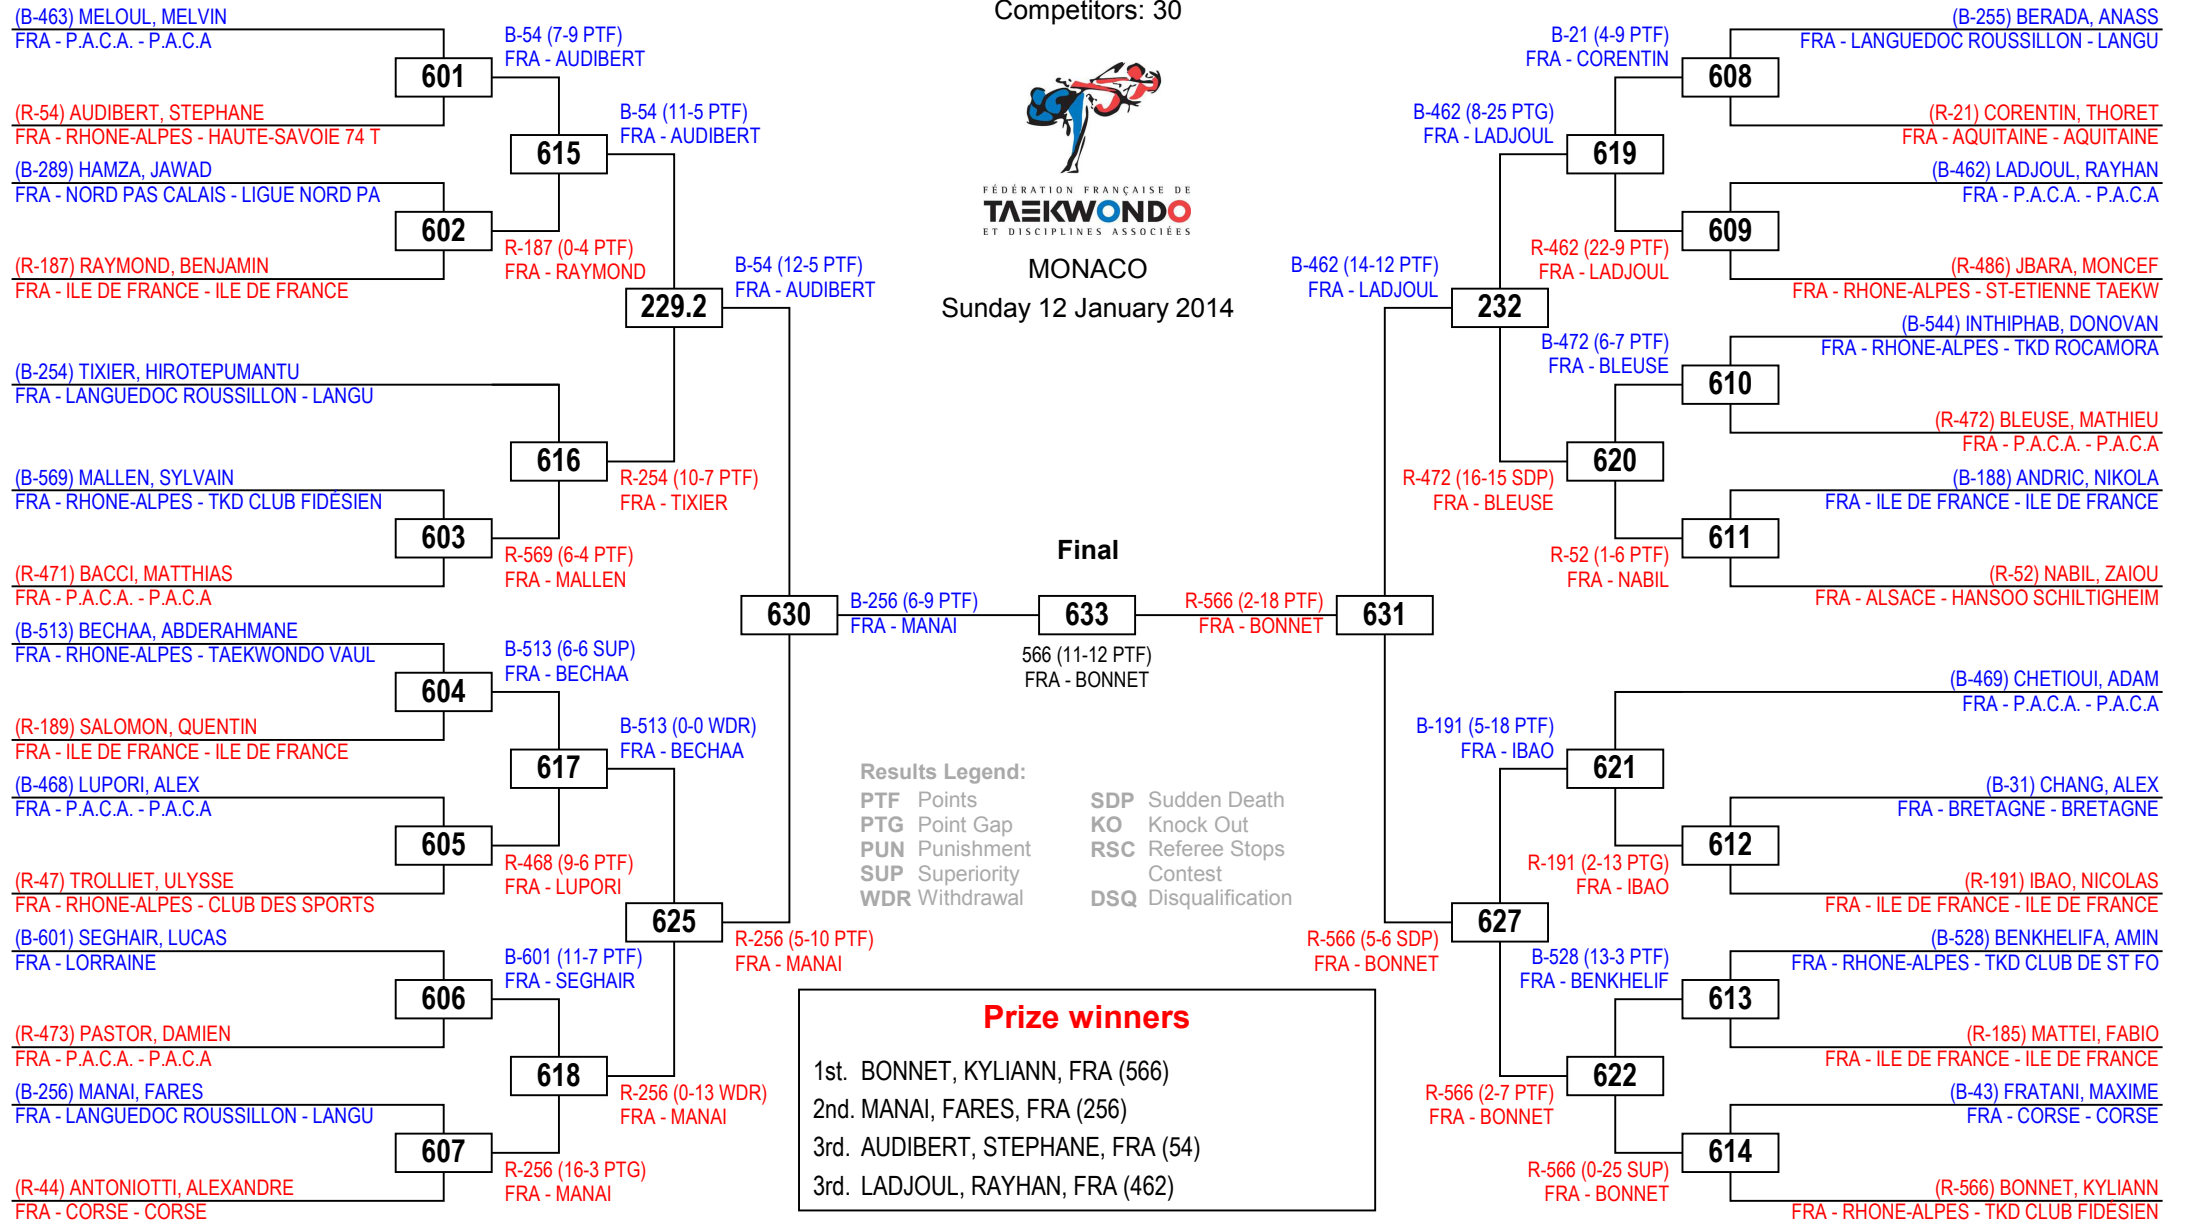 Competitors: 30
FÉDÉRATION FRANÇAISE DE
TAEKWONDO
ET DISCIPLINES ASSOCIÉES
MONACO
Sunday 12 January 2014
(B-463) MELOUL, MELVIN
FRA - P.A.C.A. - P.A.C.A
601
(R-54) AUDIBERT, STEPHANE
FRA - RHONE-ALPES - HAUTE-SAVOIE 74 T
(B-289) HAMZA, JAWAD
FRA - NORD PAS CALAIS - LIGUE NORD PA
602
(R-187) RAYMOND, BENJAMIN
FRA - ILE DE FRANCE - ILE DE FRANCE
(B-254) TIXIER, HIROTEPUMANTU
FRA - LANGUEDOC ROUSSILLON - LANGU
(B-569) MALLEN, SYLVAIN
FRA - RHONE-ALPES - TKD CLUB FIDÉSIEN
603
(R-471) BACCI, MATTHIAS
FRA - P.A.C.A. - P.A.C.A
(B-513) BECHAA, ABDERAHMANE
FRA - RHONE-ALPES - TAEKWONDO VAUL
604
(R-189) SALOMON, QUENTIN
FRA - ILE DE FRANCE - ILE DE FRANCE
(B-468) LUPORI, ALEX
FRA - P.A.C.A. - P.A.C.A
605
(R-47) TROLLIET, ULYSSE
FRA - RHONE-ALPES - CLUB DES SPORTS
(B-601) SEGHAIR, LUCAS
FRA - LORRAINE
606
(R-473) PASTOR, DAMIEN
FRA - P.A.C.A. - P.A.C.A
(B-256) MANAI, FARES
FRA - LANGUEDOC ROUSSILLON - LANGU
607
(R-44) ANTONIOTTI, ALEXANDRE
FRA - CORSE - CORSE
B-54 (7-9 PTF)
FRA - AUDIBERT
615
R-187 (0-4 PTF)
FRA - RAYMOND
616
R-569 (6-4 PTF)
FRA - MALLEN
B-513 (6-6 SUP)
FRA - BECHAA
617
R-468 (9-6 PTF)
FRA - LUPORI
B-601 (11-7 PTF)
FRA - SEGHAIR
618
R-256 (16-3 PTG)
FRA - MANAI
B-54 (11-5 PTF)
FRA - AUDIBERT
229.2
R-254 (10-7 PTF)
FRA - TIXIER
B-513 (0-0 WDR)
FRA - BECHAA
625
R-256 (0-13 WDR)
FRA - MANAI
B-54 (12-5 PTF)
FRA - AUDIBERT
630
R-256 (5-10 PTF)
FRA - MANAI
Final
B-256 (6-9 PTF)
FRA - MANAI
633
R-566 (2-18 PTF)
FRA - BONNET
566 (11-12 PTF)
FRA - BONNET
B-462 (14-12 PTF)
FRA - LADJOUL
631
R-566 (5-6 SDP)
FRA - BONNET
B-462 (8-25 PTG)
FRA - LADJOUL
232
R-472 (16-15 SDP)
FRA - BLEUSE
B-191 (5-18 PTF)
FRA - IBAO
627
R-566 (2-7 PTF)
FRA - BONNET
B-21 (4-9 PTF)
FRA - CORENTIN
619
R-462 (22-9 PTF)
FRA - LADJOUL
B-472 (6-7 PTF)
FRA - BLEUSE
620
R-52 (1-6 PTF)
FRA - NABIL
621
R-191 (2-13 PTG)
FRA - IBAO
B-528 (13-3 PTF)
FRA - BENKHELIF
622
R-566 (0-25 SUP)
FRA - BONNET
(B-255) BERADA, ANASS
FRA - LANGUEDOC ROUSSILLON - LANGU
608
(R-21) CORENTIN, THORET
FRA - AQUITAINE - AQUITAINE
(B-462) LADJOUL, RAYHAN
FRA - P.A.C.A. - P.A.C.A
609
(R-486) JBARA, MONCEF
FRA - RHONE-ALPES - ST-ETIENNE TAEKW
(B-544) INTHIPHAB, DONOVAN
FRA - RHONE-ALPES - TKD ROCAMORA
610
(R-472) BLEUSE, MATHIEU
FRA - P.A.C.A. - P.A.C.A
(B-188) ANDRIC, NIKOLA
FRA - ILE DE FRANCE - ILE DE FRANCE
611
(R-52) NABIL, ZAIOU
FRA - ALSACE - HANSOO SCHILTIGHEIM
(B-469) CHETIOUI, ADAM
FRA - P.A.C.A. - P.A.C.A
(B-31) CHANG, ALEX
FRA - BRETAGNE - BRETAGNE
612
(R-191) IBAO, NICOLAS
FRA - ILE DE FRANCE - ILE DE FRANCE
(B-528) BENKHELIFA, AMIN
FRA - RHONE-ALPES - TKD CLUB DE ST FO
613
(R-185) MATTEI, FABIO
FRA - ILE DE FRANCE - ILE DE FRANCE
(B-43) FRATANI, MAXIME
FRA - CORSE - CORSE
614
(R-566) BONNET, KYLIANN
FRA - RHONE-ALPES - TKD CLUB FIDÉSIEN
Results Legend:
PTF Points
PTG Point Gap
PUN Punishment
SUP Superiority
WDR Withdrawal
SDP Sudden Death
KO Knock Out
RSC Referee Stops
Contest
DSQ Disqualification
Prize winners
1st. BONNET, KYLIANN, FRA (566)
2nd. MANAI, FARES, FRA (256)
3rd. AUDIBERT, STEPHANE, FRA (54)
3rd. LADJOUL, RAYHAN, FRA (462)